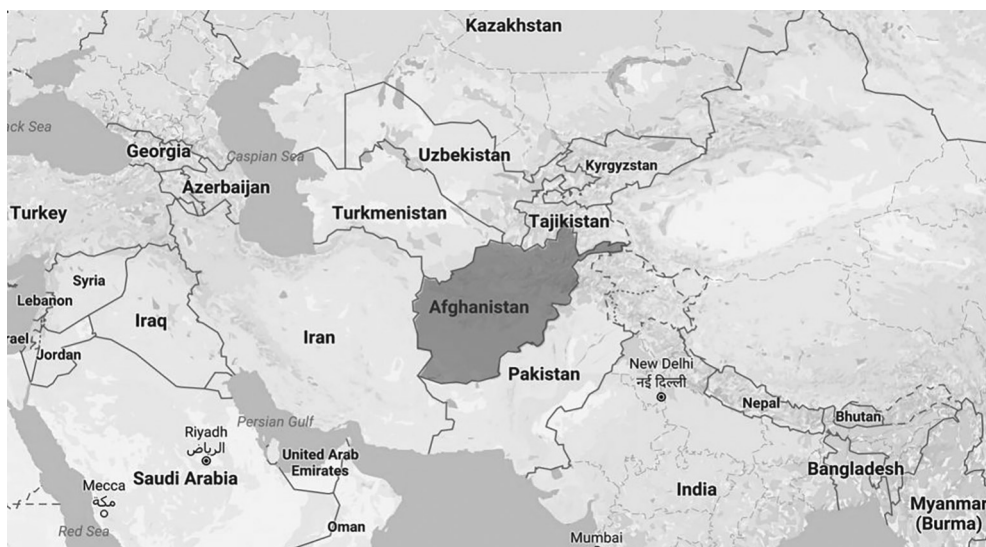 Kazakhstan
ack Sea
Georgia
Caspian Sea
Uzbekistan
Kyrgyzstan
Azerbaijan
Turkey
Turkmenistan
Tajikistan
Syria
Lebanon
Afghanistan
Iraq
rael
Iran
Jordan
Pakistan
New Delhi
नई दिल्ली
Nepal
Bhutan
Persian Gulf
Riyadh
الرياض
United Arab
Emirates
Saudi Arabia
Bangladesh
Mecca
مكة
India
Myanmar
(Burma)
Red Sea
Oman
Mumbai